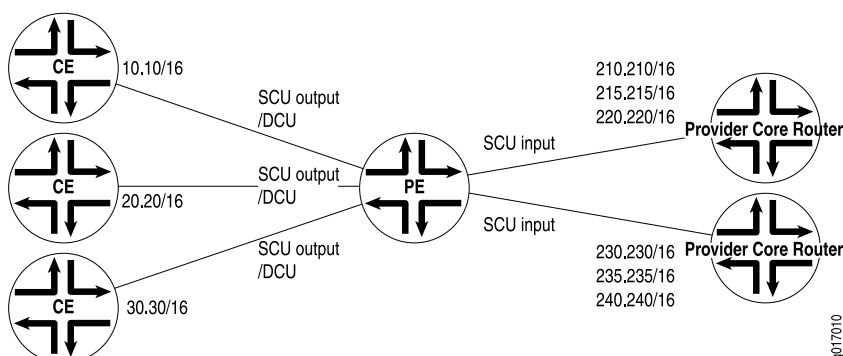 CE
10.10/16
SCU output
/DCU
CE
20.20/16
SCU output
/DCU
CE
30.30/16
SCU output
/DCU
PE
SCU input
SCU input
210.210/16
215.215/16
220.220/16
Provider Core Router
230.230/16
235.235/16
240.240/16
Provider Core Router
g017010